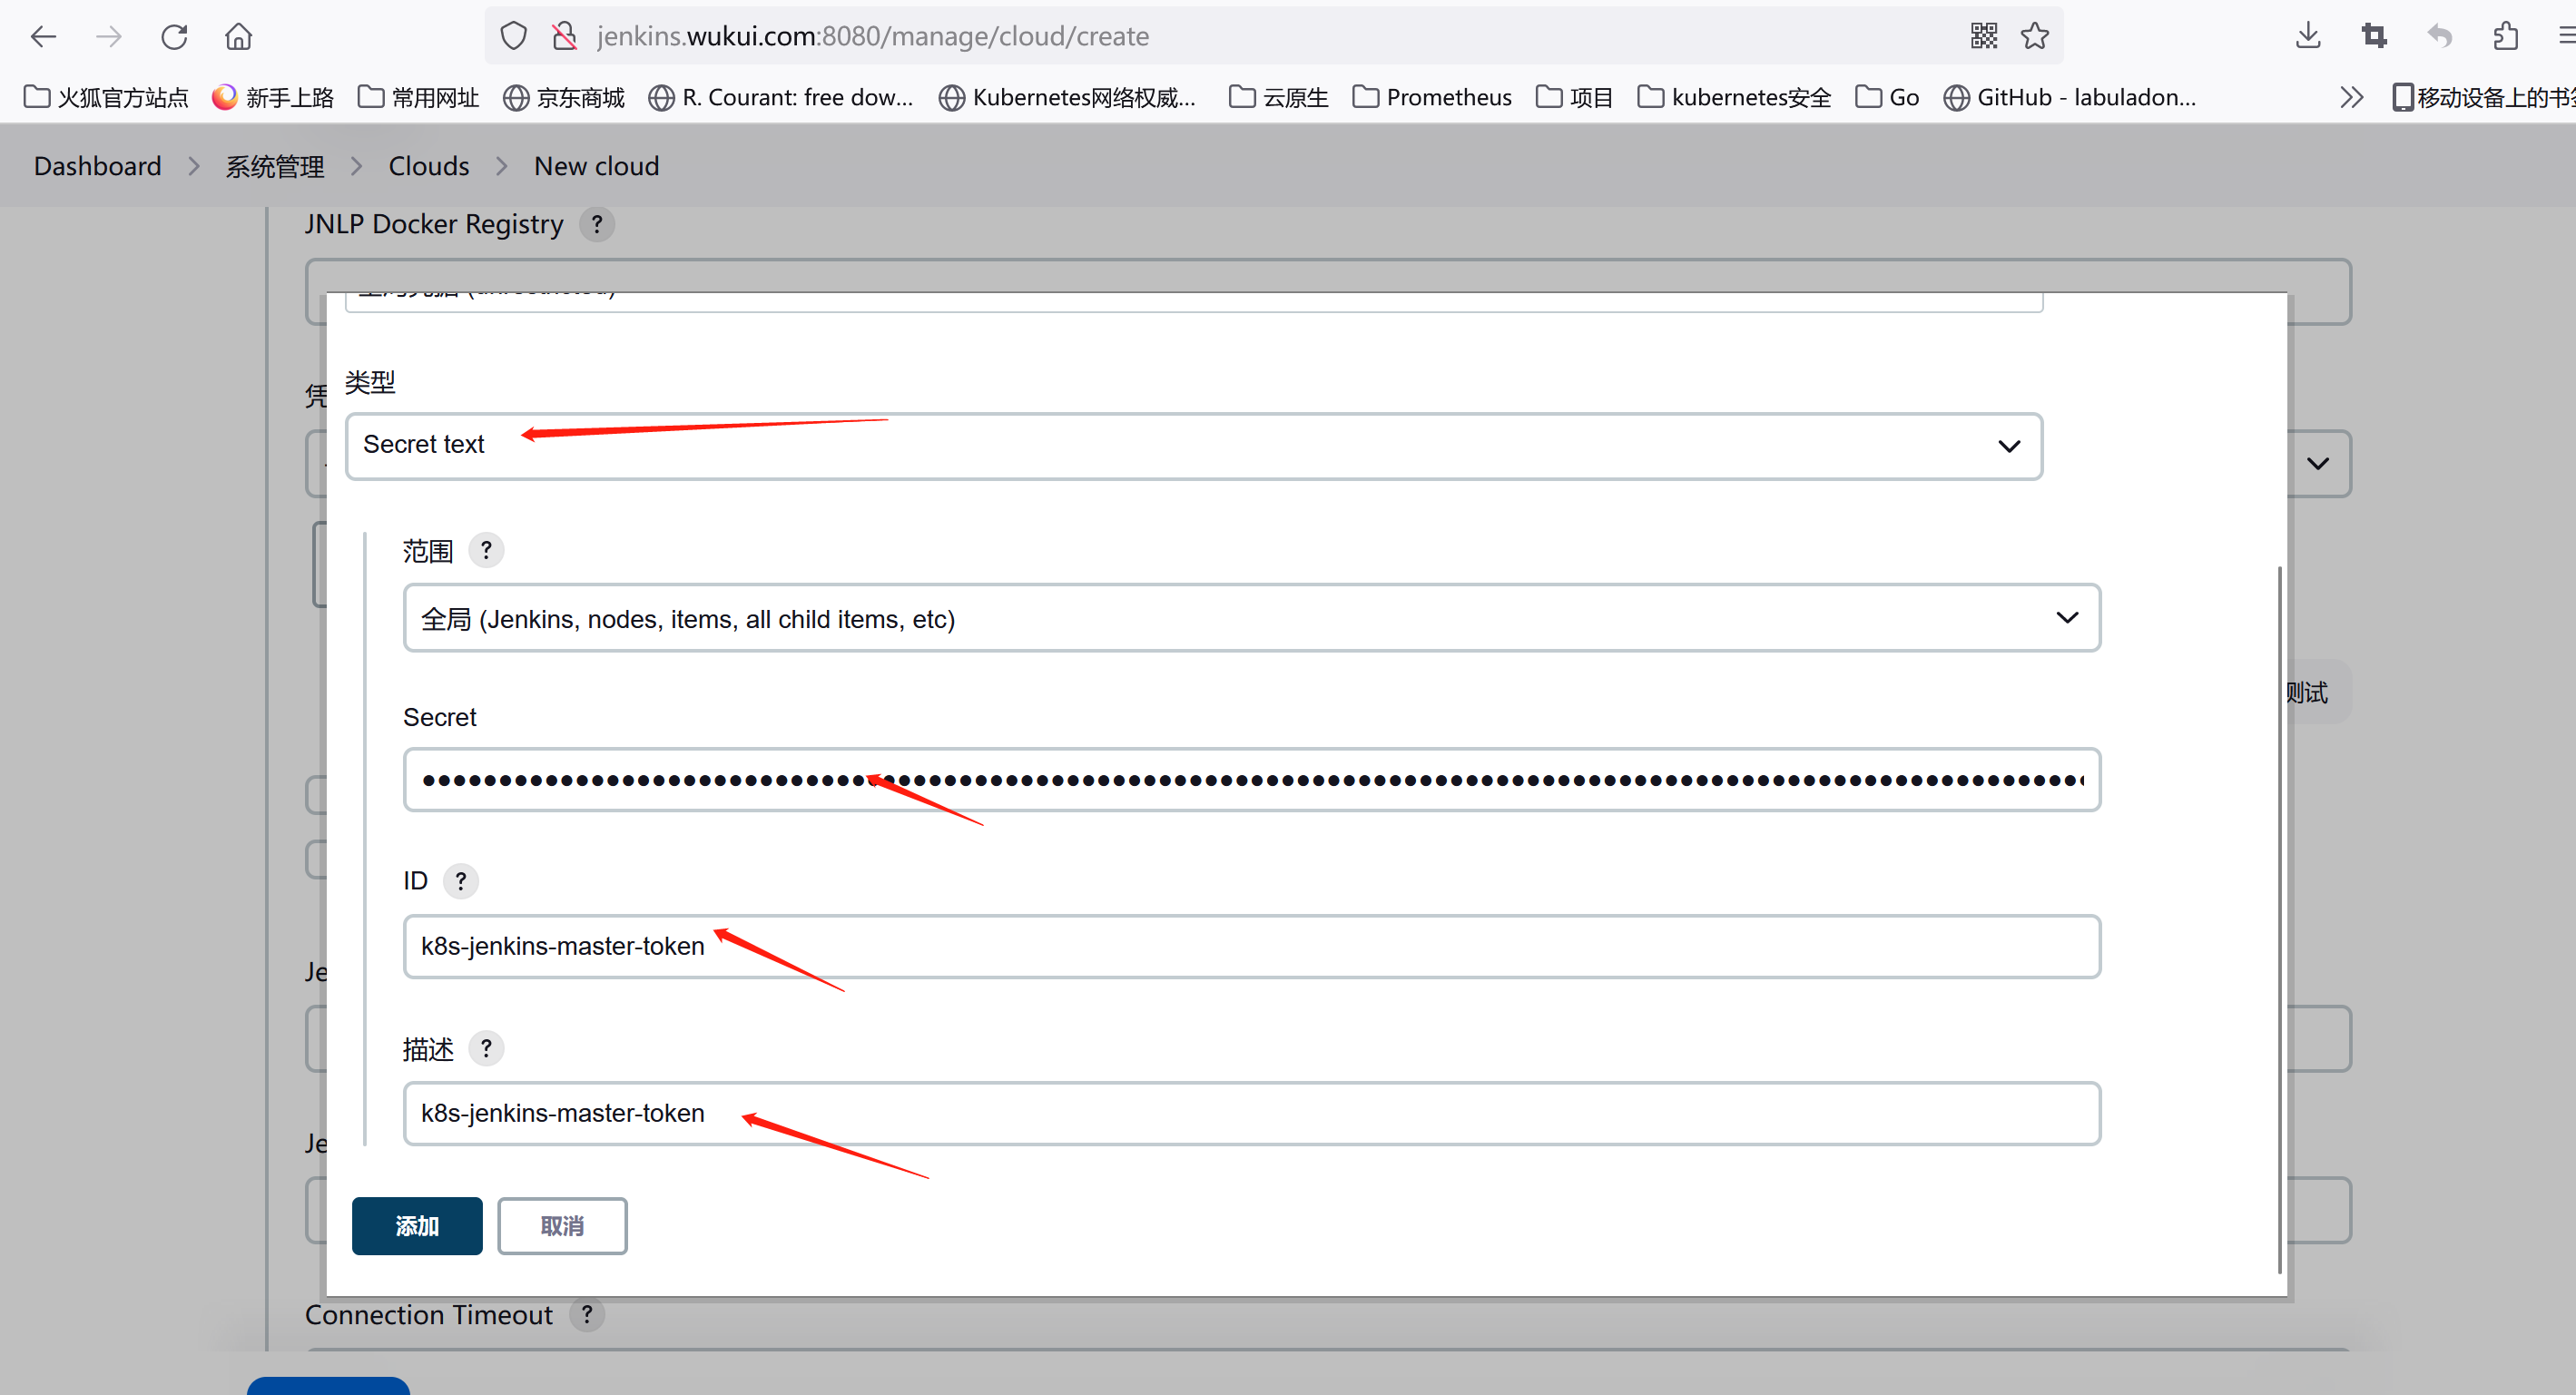 jenkins.wukui.com:8080/manage/cloud/create
火狐官方站点 新手上路 常用网址 京东商城 R. Courant: free dow... Kubernetes网络权威... 云原生 Prometheus 项目 kubernetes安全 Go GitHub - labuladon... 移动设备上的书签
Dashboard 系统管理 Clouds New cloud
JNLP Docker Registry ?
类型
Secret text
范围 ?
全局 (Jenkins, nodes, items, all child items, etc)
测试
Secret
ID ?
k8s-jenkins-master-token
Je
描述 ?
k8s-jenkins-master-token
Je
添加 取消
Connection Timeout ?